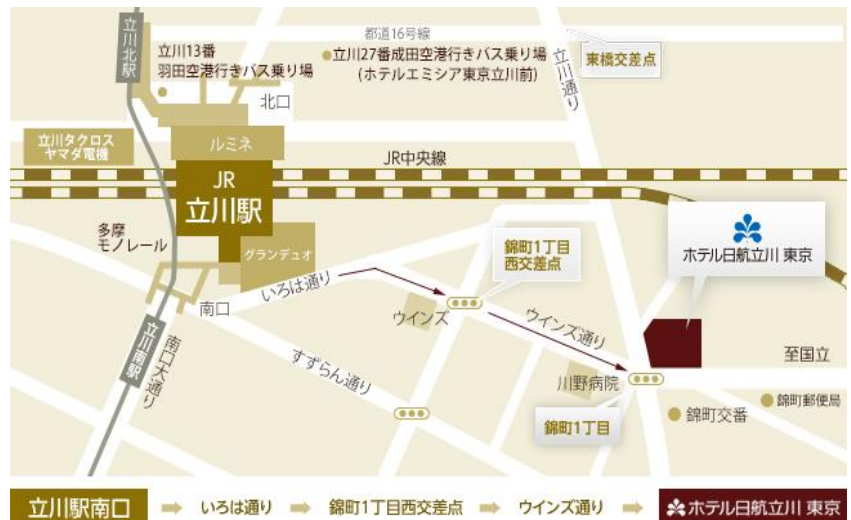 都道16号線
立川北駅
立川13番
羽田空港行きバス乗り場
立川27番成田空港行きバス乗り場
(ホテルエミシア東京立川前)
立川通り
東橋交差点
北口
立川タクロス
ヤマダ電機
ルミネ
JR中央線
JR
立川駅
多摩
モノレール
グランデュオ
錦町1丁目
西交差点
ホテル日航立川 東京
いろは通り
南口
ウインズ
ウインズ通り
立川南駅
南口大通り
すずらん通り
至国立
川野病院
錦町郵便局
錦町交番
錦町1丁目
立川駅南口
いろは通り
錦町1丁目西交差点
ウインズ通り
ホテル日航立川 東京